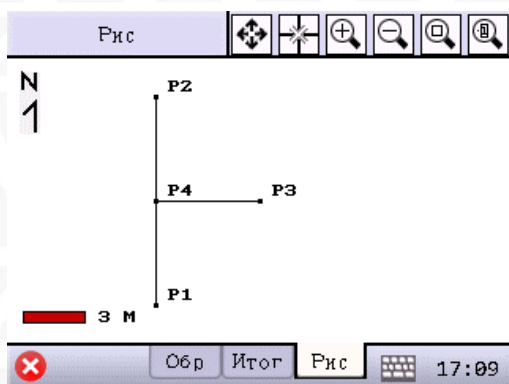 Рис
N
P2
P4 P3
P1
3 м
Обр Итог Рис 17:09